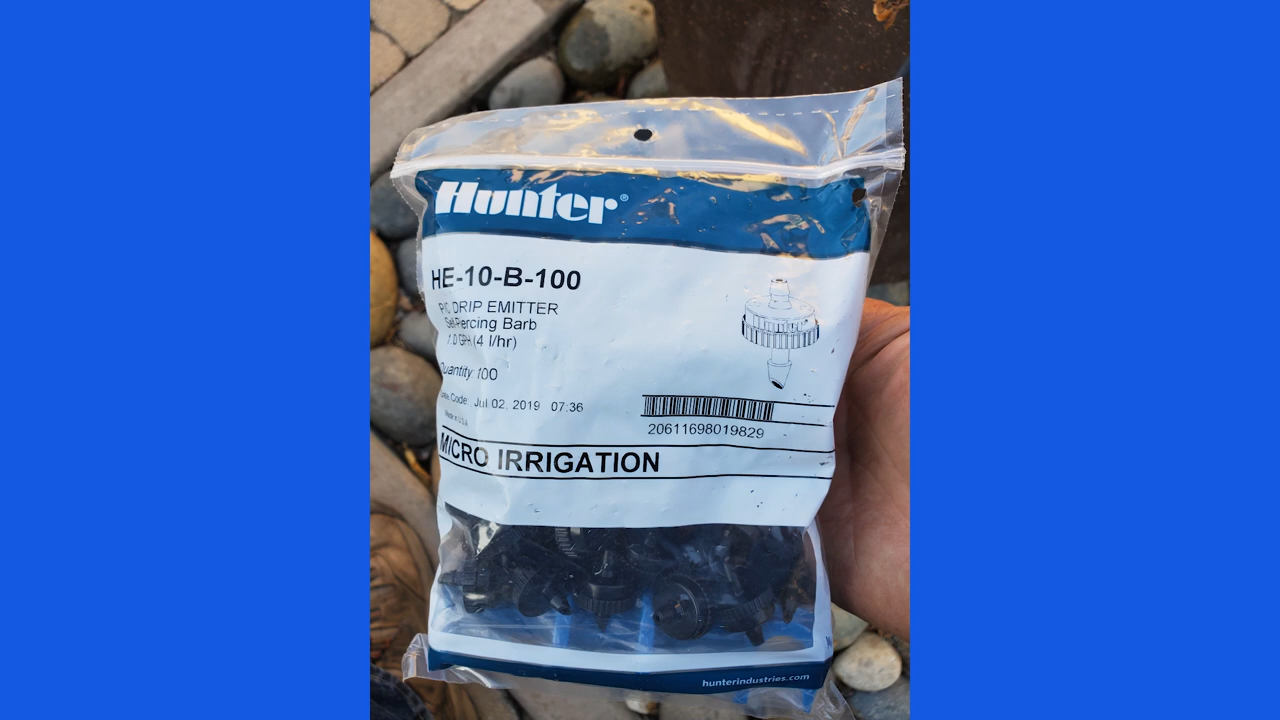 Hunter®
HE-10-B-100
PC DRIP EMITTER
Self Piercing Barb
1.0 GPH (4 l/hr)
Quantity: 100
Code: Jul 02, 2019 07:36
Made in U.S.A
20611698019829
MICRO IRRIGATION
hunterindustries.com